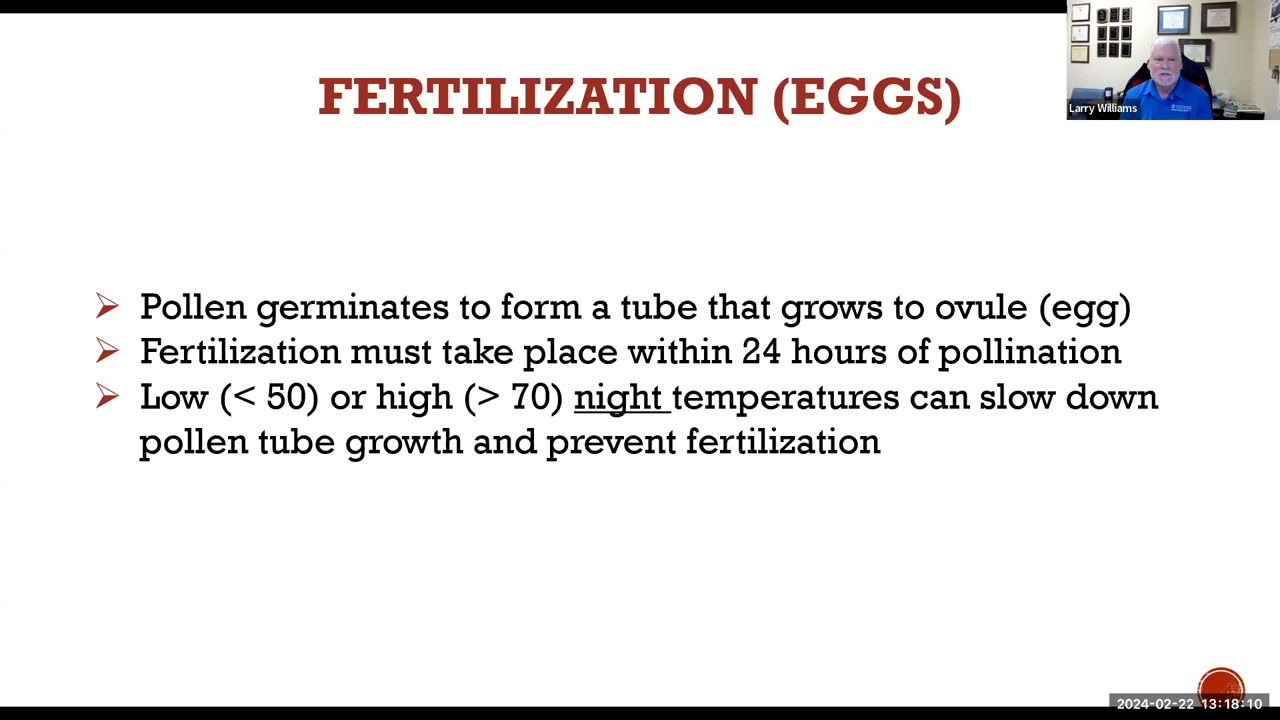 FERTILIZATION (EGGS)
Larry Williams
Pollen germinates to form a tube that grows to ovule (egg)
Fertilization must take place within 24 hours of pollination
Low (< 50) or high (> 70) night temperatures can slow down
pollen tube growth and prevent fertilization
2024-02-22 13:18:10